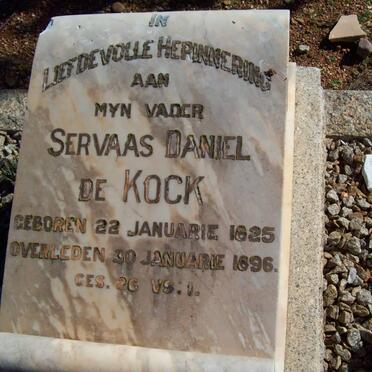 IN
LIEFDEVOLLE HERINNERING
AAN
MYN VADER
SERVAAS DANIEL
DE KOCK
GEBOREN 22 JANUARIE 1825
OVERLEDEN 30 JANUARIE 1896.
GES. 26 VS: 1.